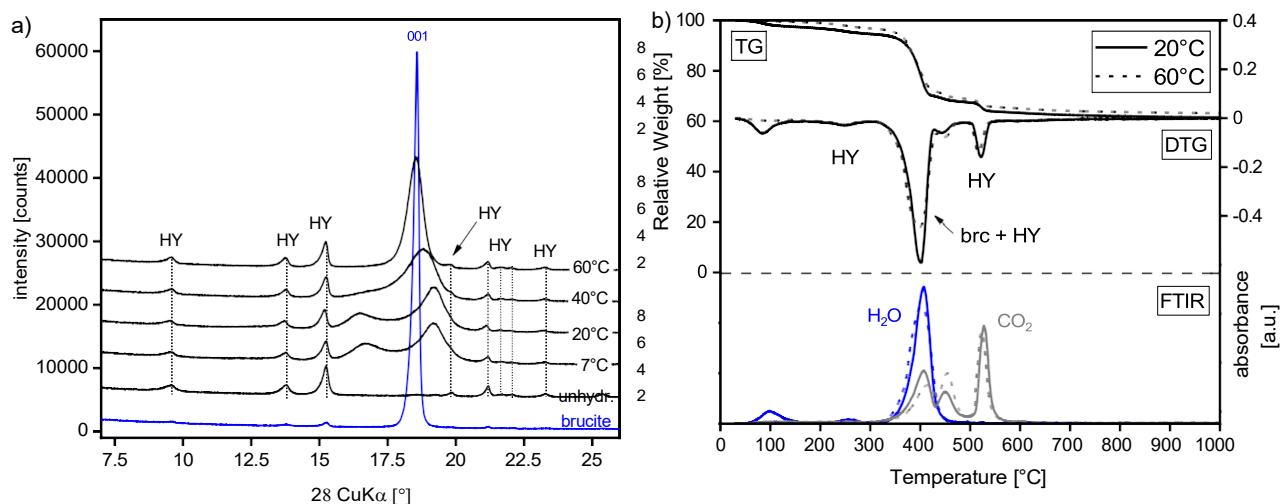 a)
001
60000
50000
40000
30000
20000
10000
0
intensity [counts]
HY
HY
HY
HY
HY
HY
60°C
40°C
20°C
7°C
unhydr.
brucite
8
6
4
2
8
6
4
2
8
6
4
2
7.5
10
12.5
15
17.5
20
22.5
25
2ϐ CuKα [°]
b)
100
80
60
40
20
0
Relative Weight [%]
TG
20°C
60°C
0.4
0.2
0
-0.2
-0.4
DTG
HY
HY
brc + HY
FTIR
H₂O
CO₂
absorbance
[a.u.]
0
100
200
300
400
500
600
700
800
900
1000
Temperature [°C]